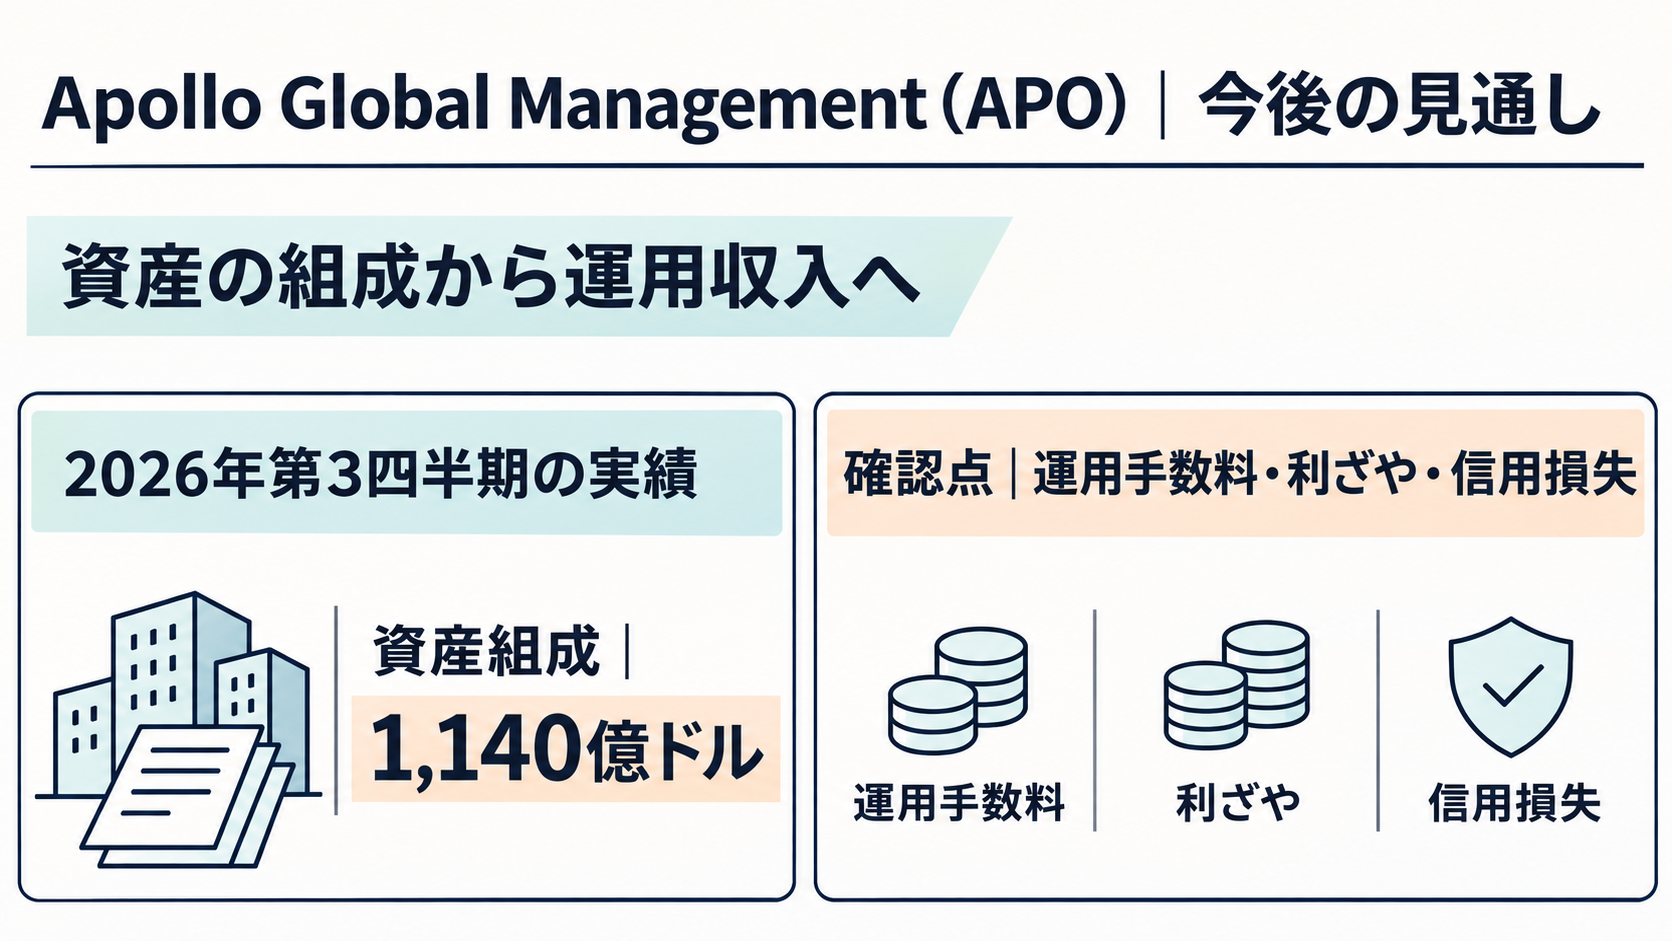 Apollo Global Management（APO）｜今後の見通し
資産の組成から運用収入へ
2026年第3四半期の実績
資産組成｜
1,140億ドル
確認点｜運用手数料・利ざや・信用損失
運用手数料
利ざや
信用損失